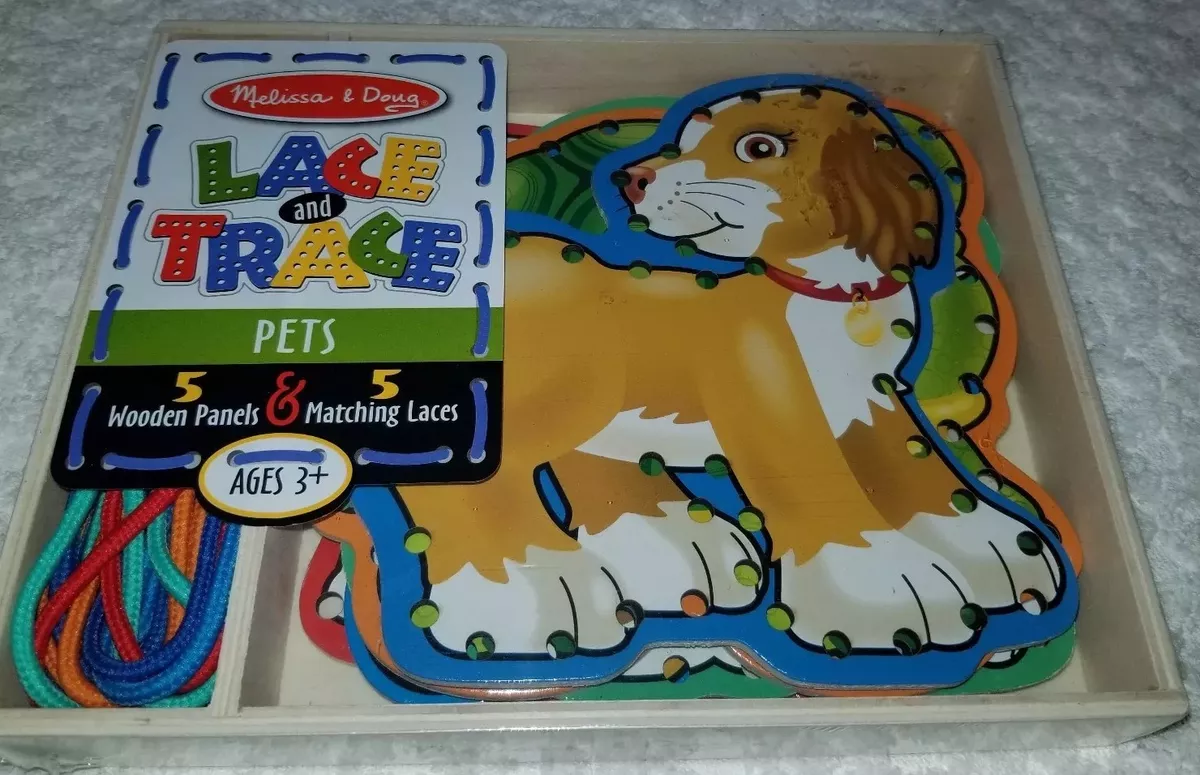 Melissa & Doug
LACE
and
TRACE
PETS
5 & 5
Wooden Panels Matching Laces
AGES 3+